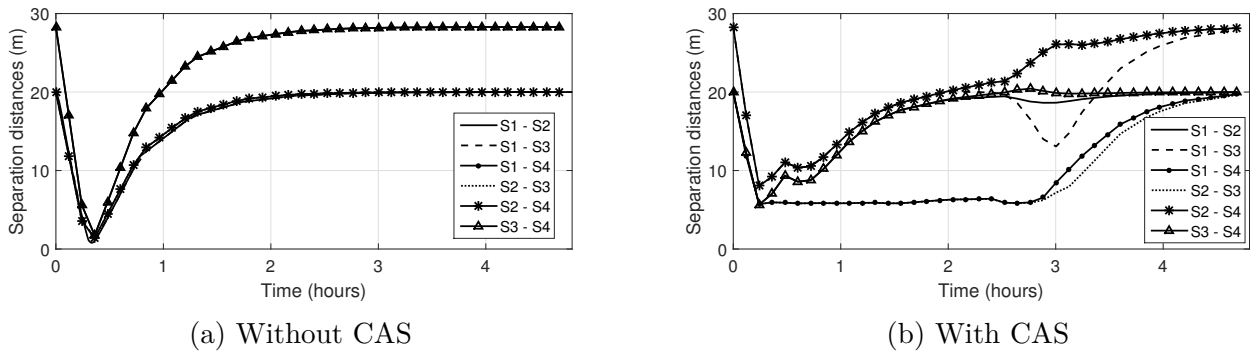 Separation distances (m)
30
20
10
0
0 1 2 3 4
Time (hours)
S1 - S2
S1 - S3
S1 - S4
S2 - S3
S2 - S4
S3 - S4
(a) Without CAS
Separation distances (m)
30
20
10
0
0 1 2 3 4
Time (hours)
S1 - S2
S1 - S3
S1 - S4
S2 - S3
S2 - S4
S3 - S4
(b) With CAS